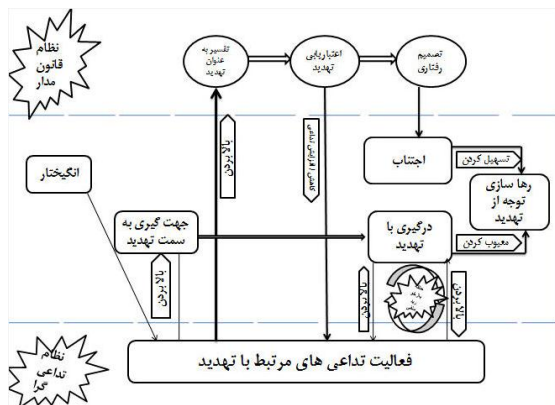 نظام
قانون
مدار
تفسیر به
عنوان
تهدید
اعتباریابی
تهدید
تصمیم
رفتاری
بالا بردن
انگیختار
اجتناب
تسهیل کردن
رها سازی
توجه از
تهدید
جهت گیری به
سمت تهدید
درگیری با
تهدید
معیوب کردن
بالا بردن
بالا بردن
بالا بردن
نظام
تداعی
گرا
فعالیت تداعی های مرتبط با تهدید